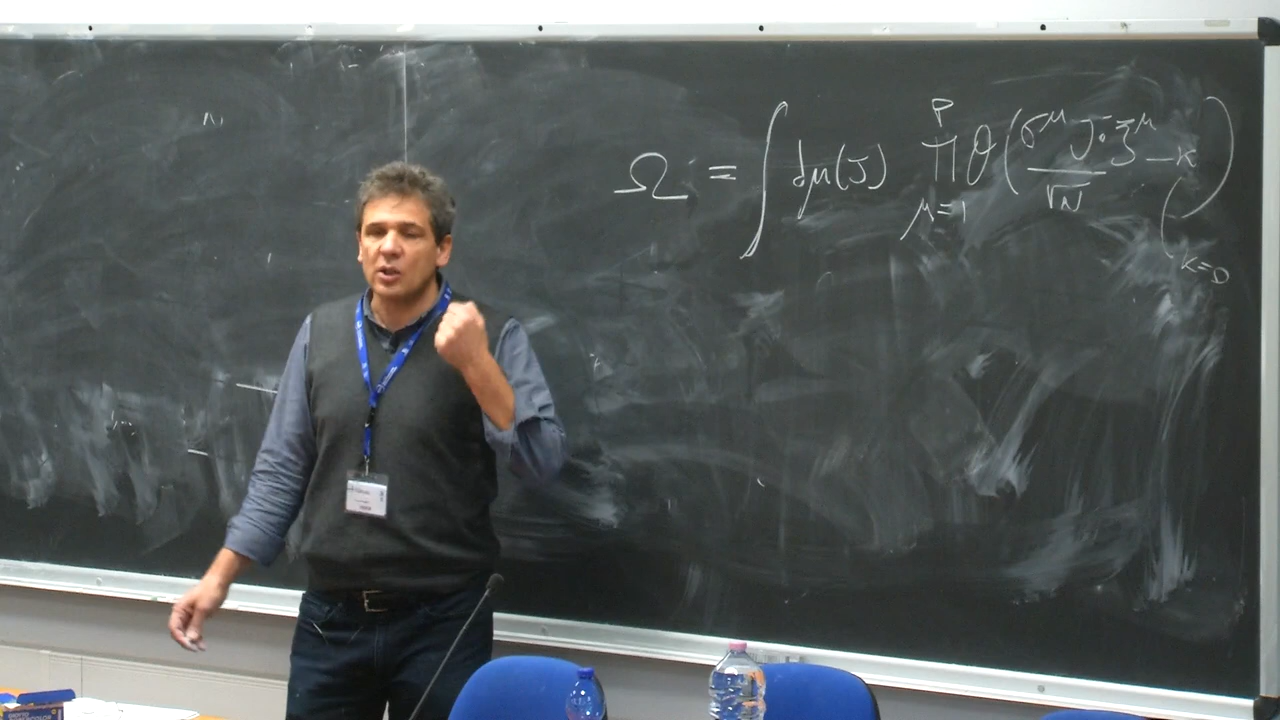 Ω = ∫ dμ(J) P Π μ=1 θ( σ^μ J·ξ^μ / √N − κ )
κ=0